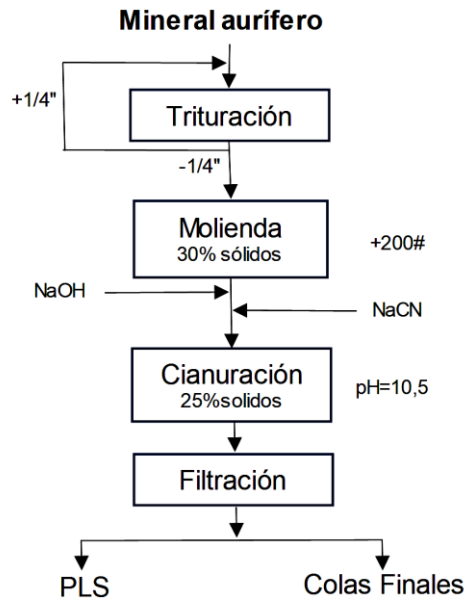 Mineral aurífero
+1/4"
Trituración
-1/4"
Molienda
30% sólidos
+200#
NaOH
NaCN
Cianuración
25%solidos
pH=10,5
Filtración
PLS
Colas Finales